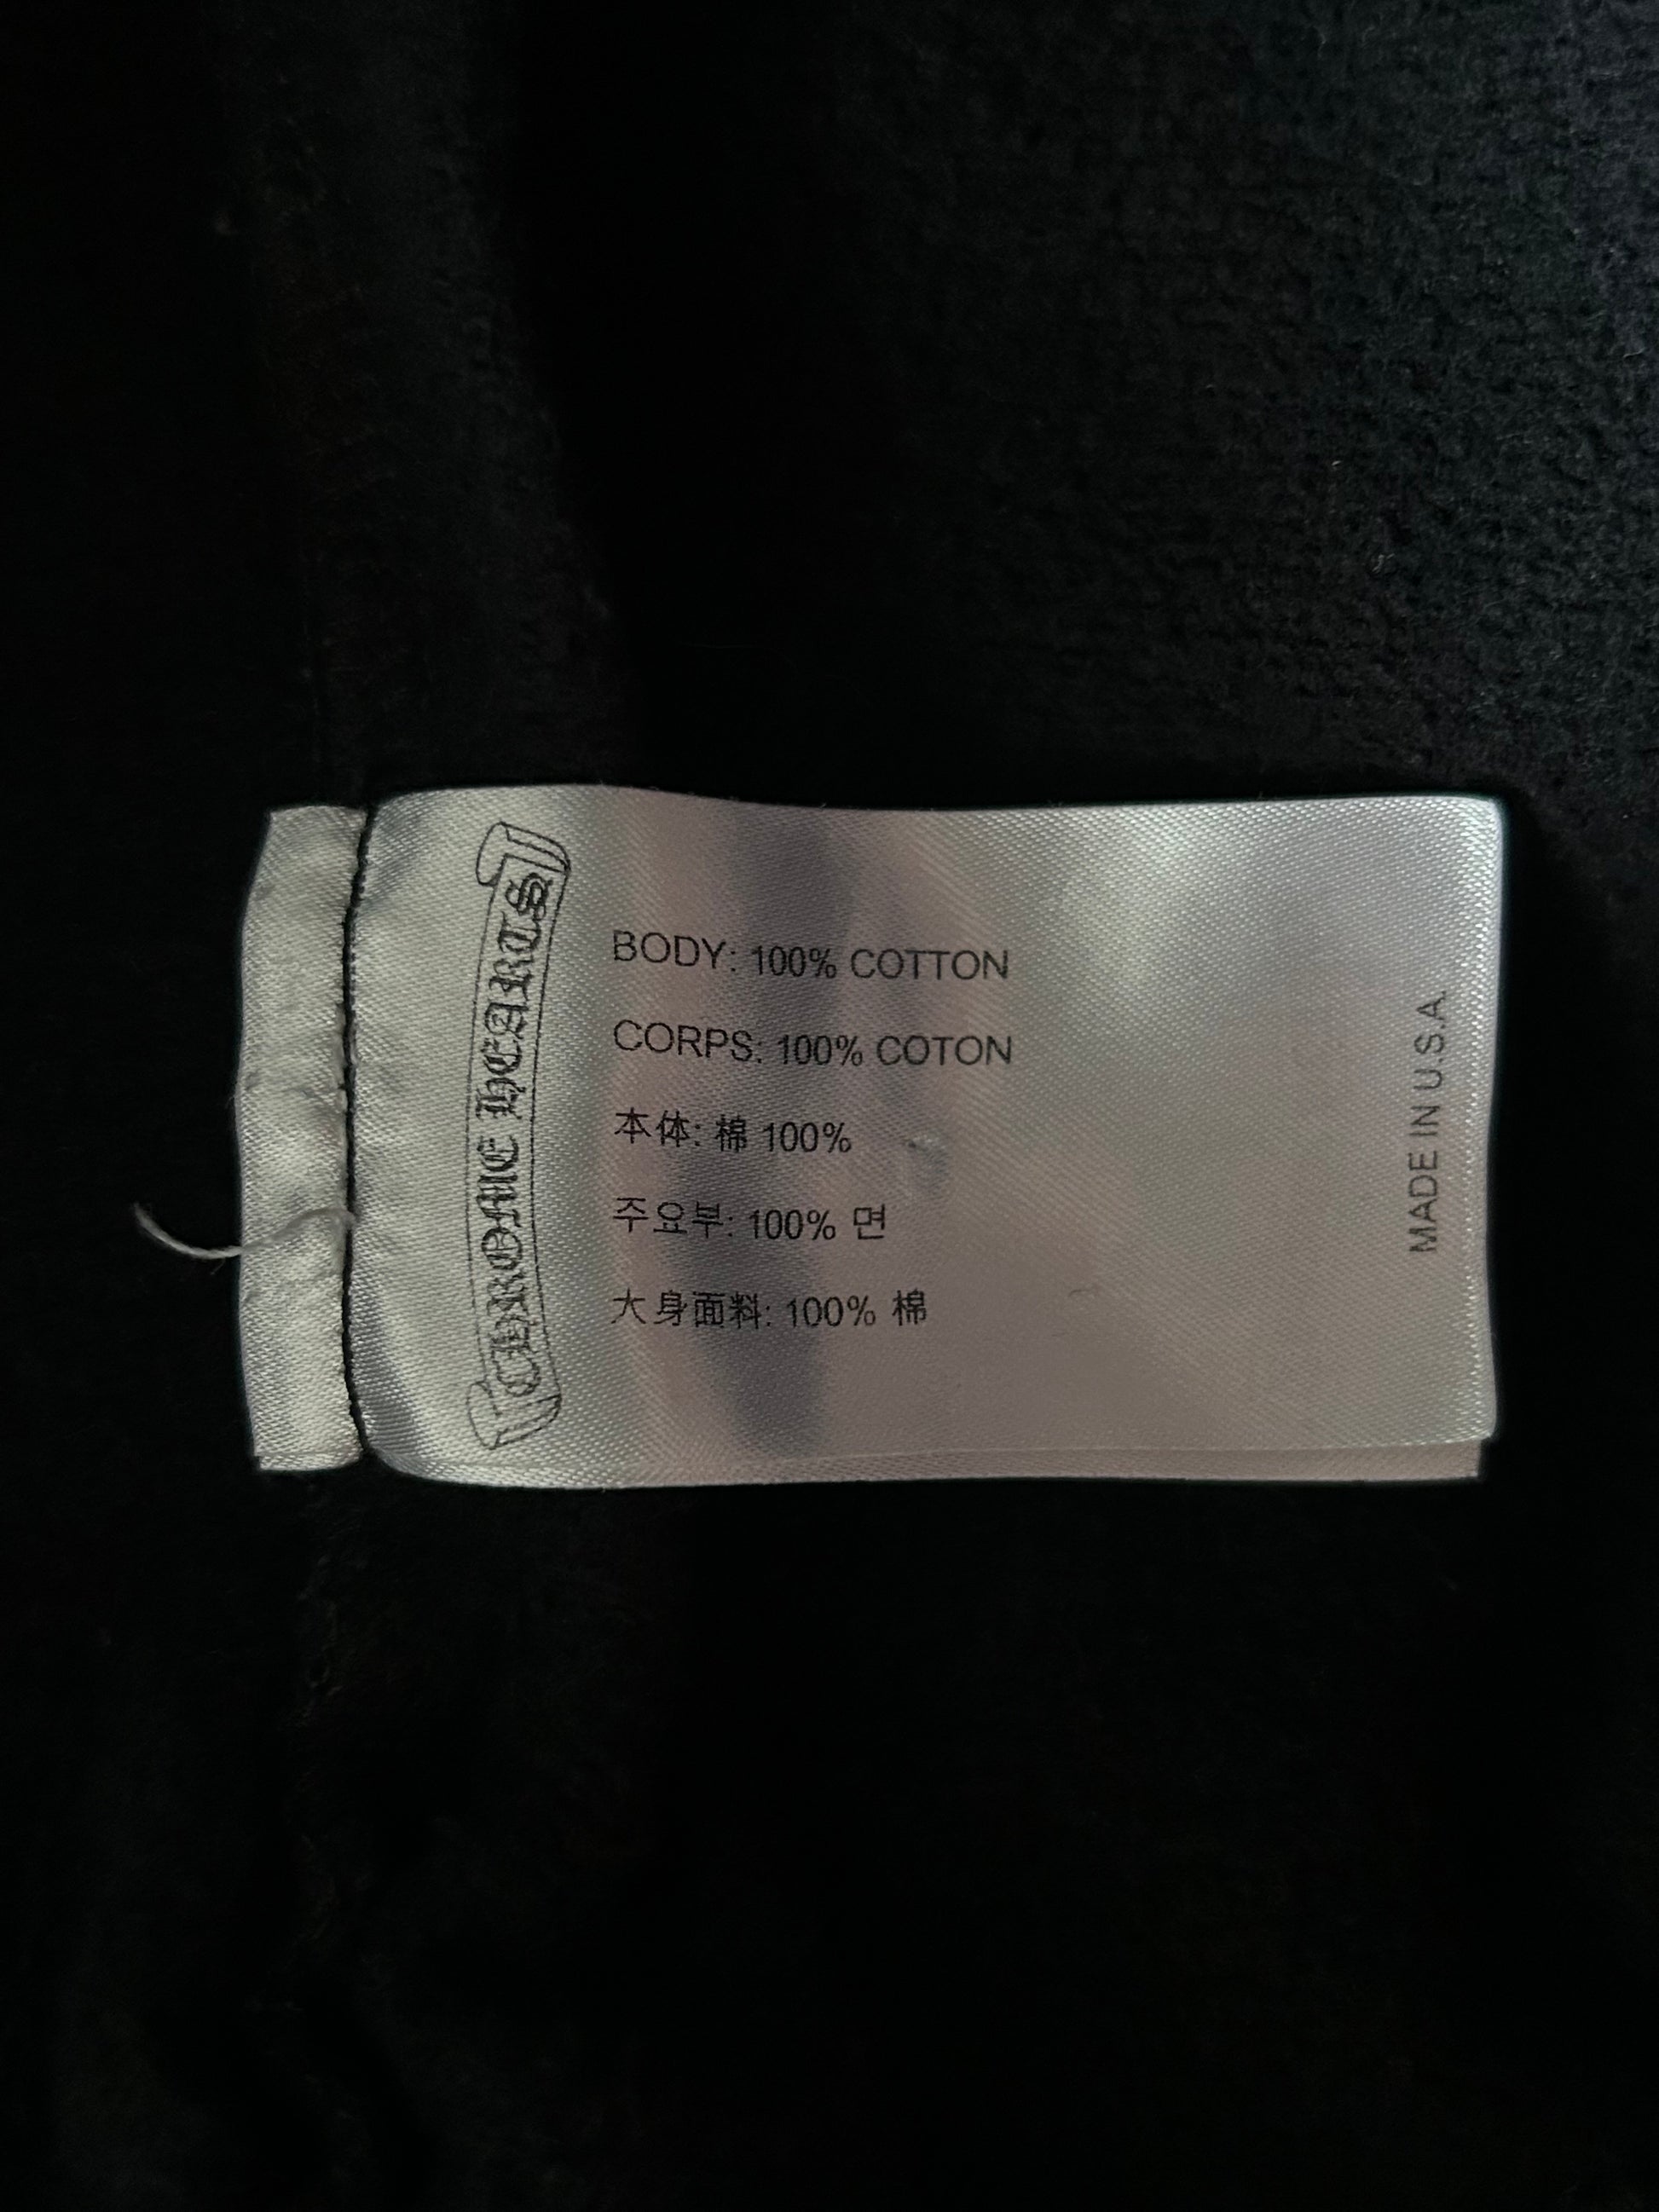 CHROME HEARTS
BODY: 100% COTTON
CORPS: 100% COTON
本体: 棉 100%
주요부: 100% 면
大身面料: 100% 棉
MADE IN U.S.A.